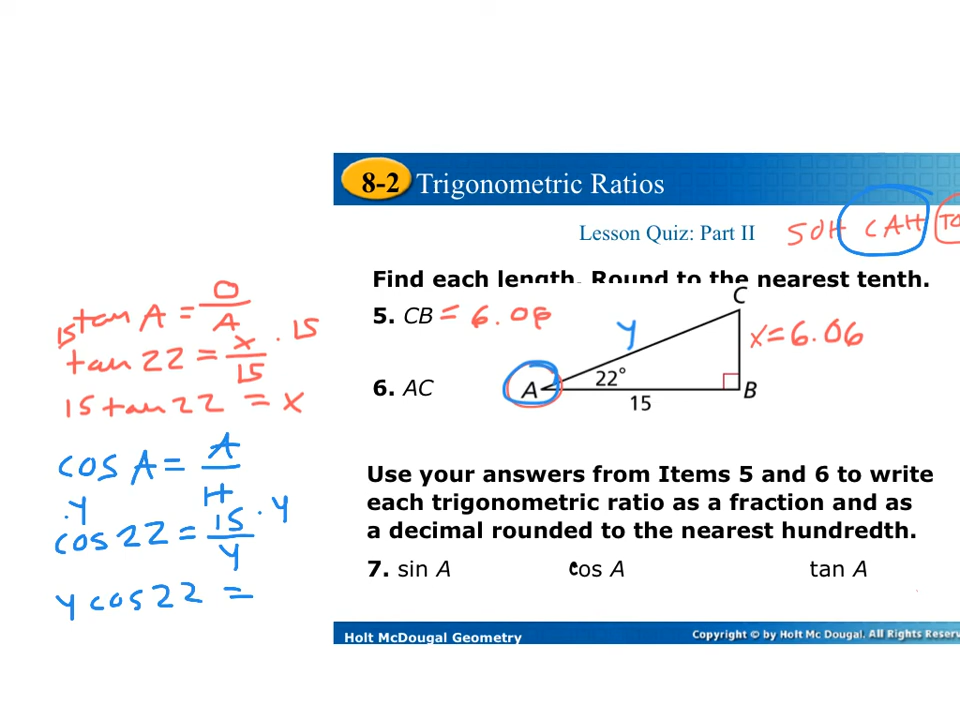 8-2 Trigonometric Ratios
Lesson Quiz: Part II
SOH CAH
Find each length. Round to the nearest tenth.
5. CB = 6.06
6. AC
C
y
x=6.06
A
22°
B
15
tan A = O/A
15 tan 22 = x/15 · 15
15 tan 22 = x
cos A = A/H
·y cos 22 = 15/y · y
y cos 22 =
Use your answers from Items 5 and 6 to write
each trigonometric ratio as a fraction and as
a decimal rounded to the nearest hundredth.
7. sin A cos A tan A
Holt McDougal Geometry
Copyright © by Holt Mc Dougal. All Rights